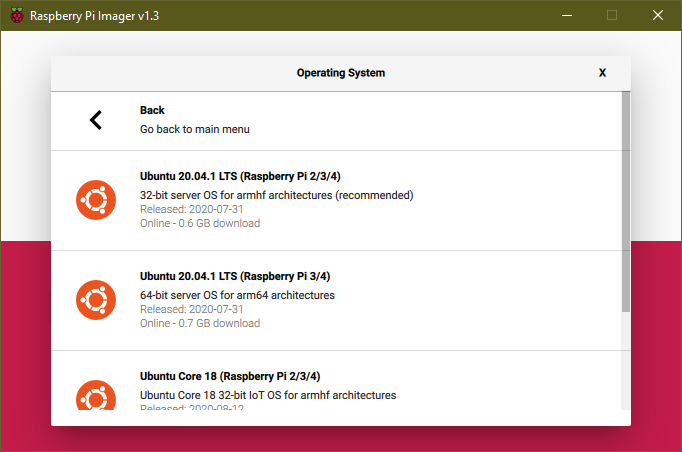 Raspberry Pi Imager v1.3
Operating System
X
Back
Go back to main menu
Ubuntu 20.04.1 LTS (Raspberry Pi 2/3/4)
32-bit server OS for armhf architectures (recommended)
Released: 2020-07-31
Online - 0.6 GB download
Ubuntu 20.04.1 LTS (Raspberry Pi 3/4)
64-bit server OS for arm64 architectures
Released: 2020-07-31
Online - 0.7 GB download
Ubuntu Core 18 (Raspberry Pi 2/3/4)
Ubuntu Core 18 32-bit IoT OS for armhf architectures
Released: 2020-08-12